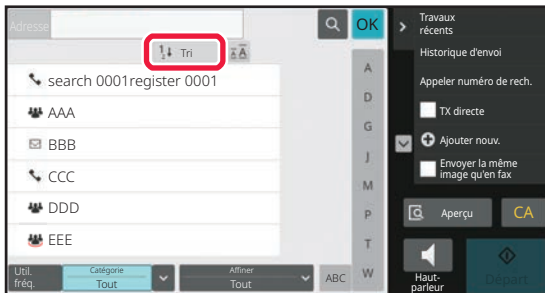 Adresse
OK
1 2 Tri
A A
search 0001register 0001
AAA
BBB
CCC
DDD
EEE
A
D
G
J
M
P
T
W
Util.
fréq.
Catégorie
Tout
Affiner
Tout
ABC
Travaux
récents
Historique d'envoi
Appeler numéro de rech.
TX directe
Ajouter nouv.
Envoyer la même
image qu'en fax
Aperçu
CA
Haut-
parleur
Départ